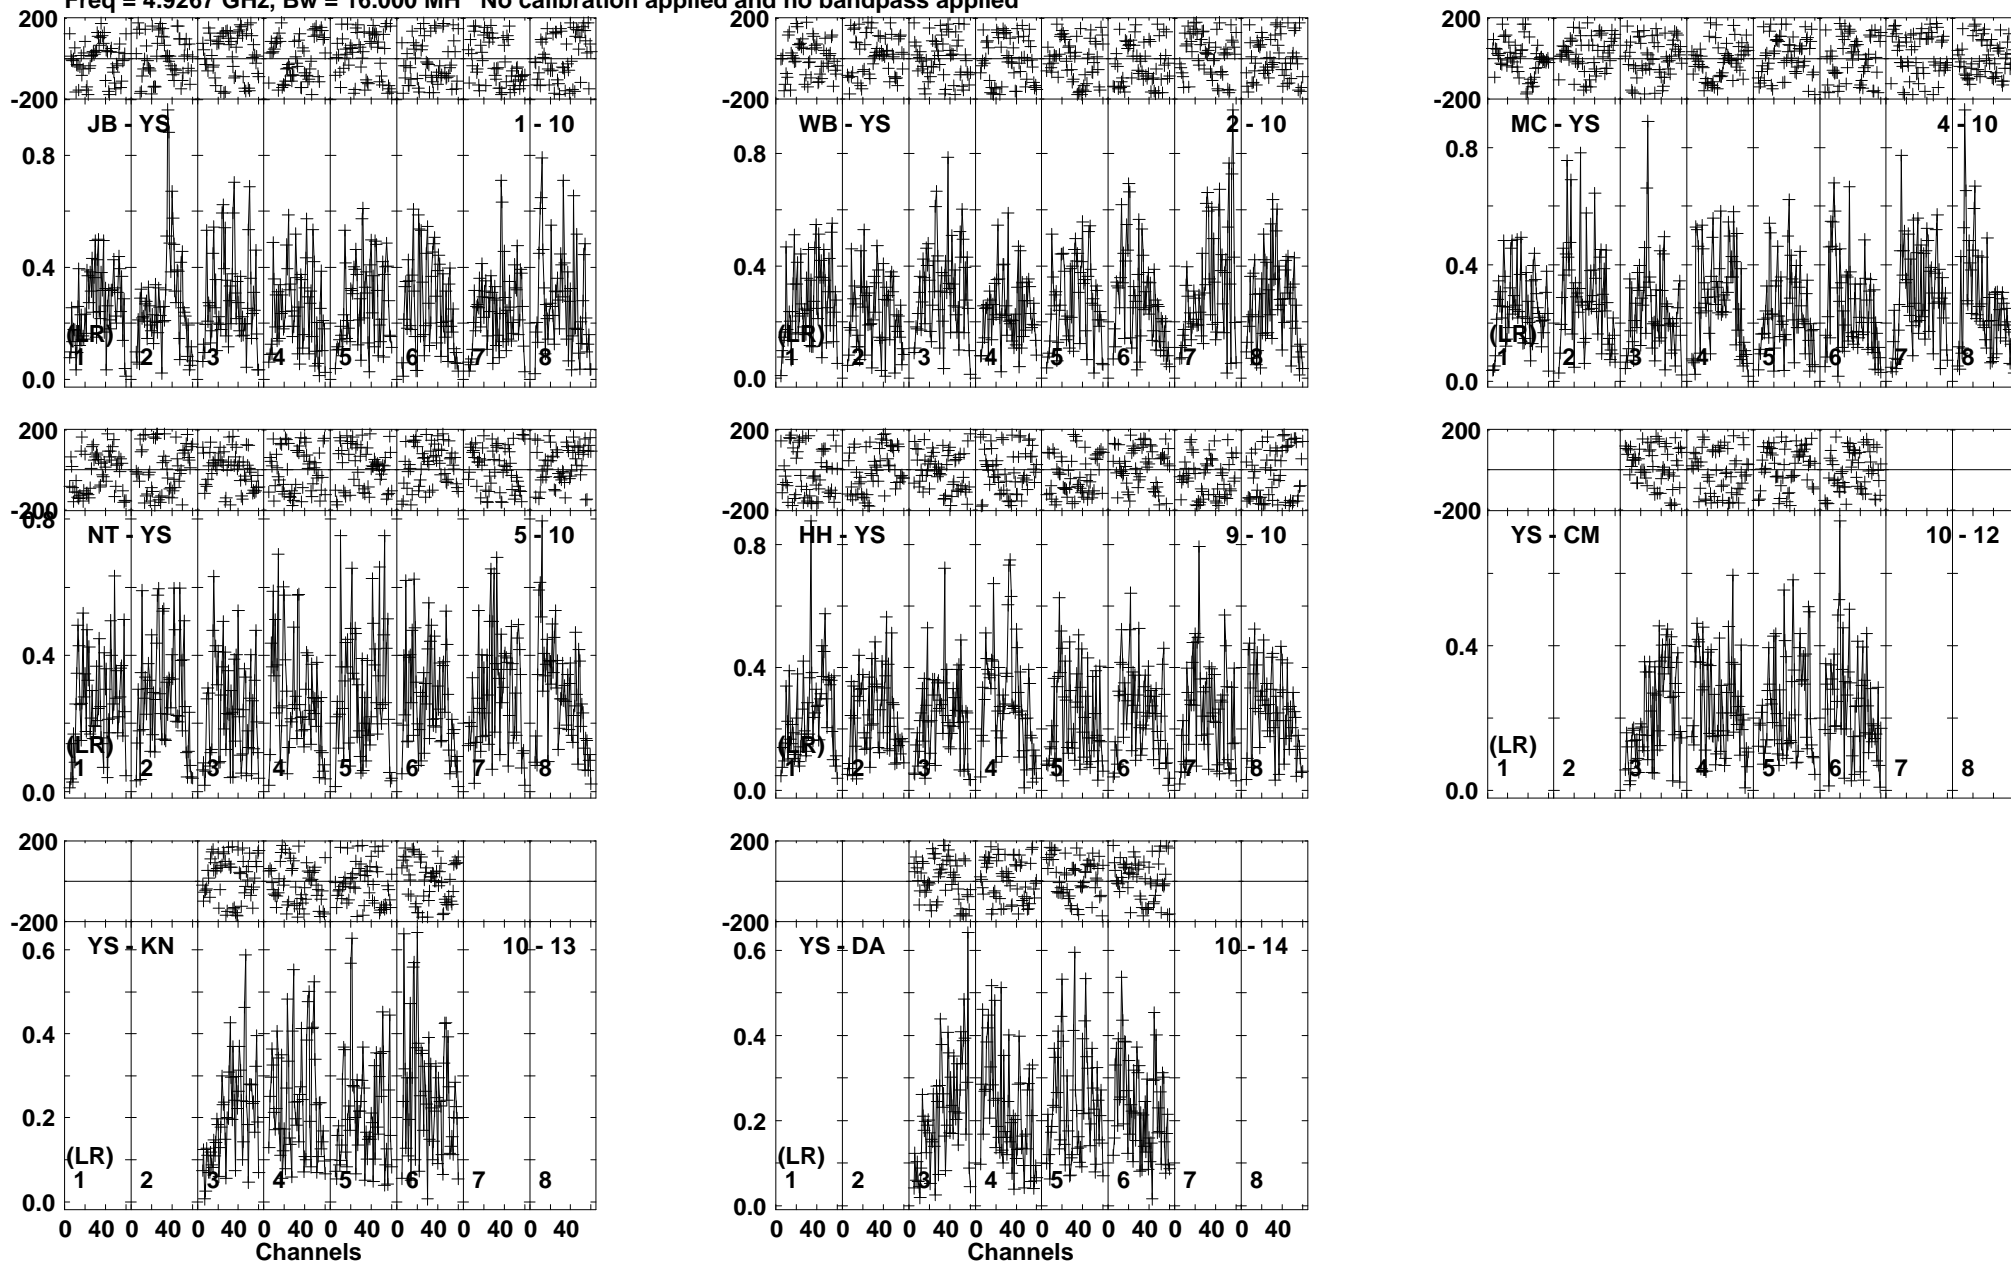 Freq = 4.9267 GHz, Bw = 16.000 MH No calibration applied and no bandpass applied
200
-200
JB - YS 1 - 10
0.8
0.4
(LR)
1 2 3 4 5 6 7 8
0.0
200
-200
WB - YS 2 - 10
0.8
0.4
(LR)
1 2 3 4 5 6 7 8
0.0
200
-200
MC - YS 4 - 10
0.8
0.4
(LR)
1 2 3 4 5 6 7 8
0.0
200
-200
0.8
NT - YS 5 - 10
0.4
(LR)
1 2 3 4 5 6 7 8
0.0
200
-200
HH - YS 9 - 10
0.8
0.4
(LR)
1 2 3 4 5 6 7 8
0.0
200
-200
YS - CM 10 - 12
0.4
(LR)
1 2 3 4 5 6 7 8
0.0
200
-200
YS - KN 10 - 13
0.6
0.4
0.2
(LR)
1 2 3 4 5 6 7 8
0.0
0 40 0 40 0 40 0 40 0 40 0 40 0 40 0 40
Channels
200
-200
YS - DA 10 - 14
0.6
0.4
0.2
(LR)
1 2 3 4 5 6 7 8
0.0
0 40 0 40 0 40 0 40 0 40 0 40 0 40 0 40
Channels